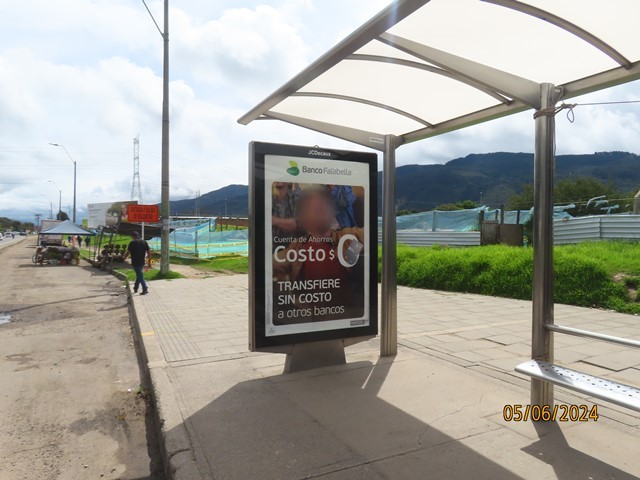 JCDecaux
Banco Falabella
Cuenta de Ahorros
Costo $0
TRANSFIERE
SIN COSTO
a otros bancos
05/06/2024